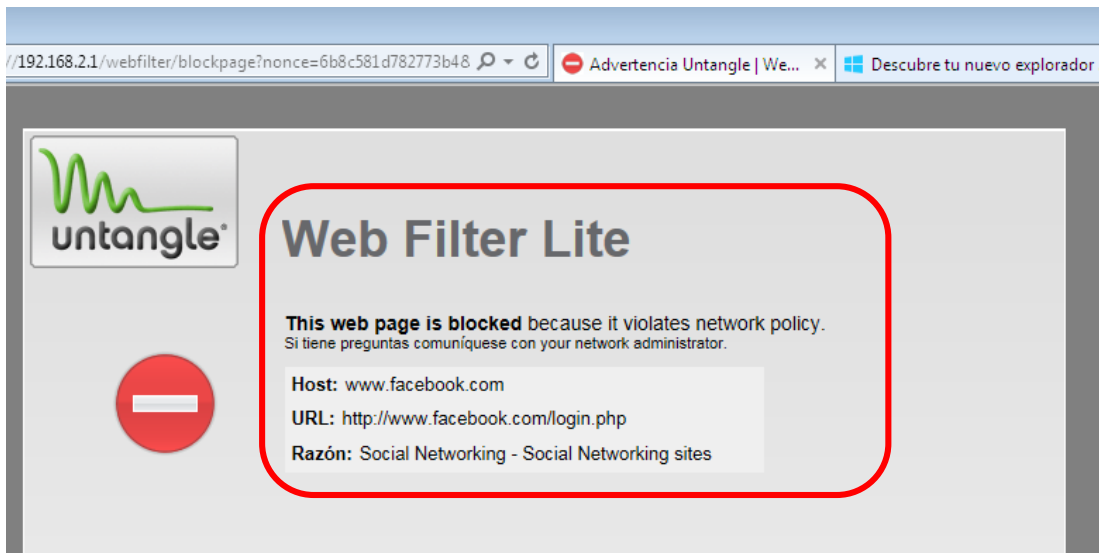 //192.168.2.1/webfilter/blockpage?nonce=6b8c581d782773b48
Advertencia Untangle | We...
Descubre tu nuevo explorador
untangle®
Web Filter Lite
This web page is blocked because it violates network policy.
Si tiene preguntas comuníquese con your network administrator.
Host: www.facebook.com
URL: http://www.facebook.com/login.php
Razón: Social Networking - Social Networking sites